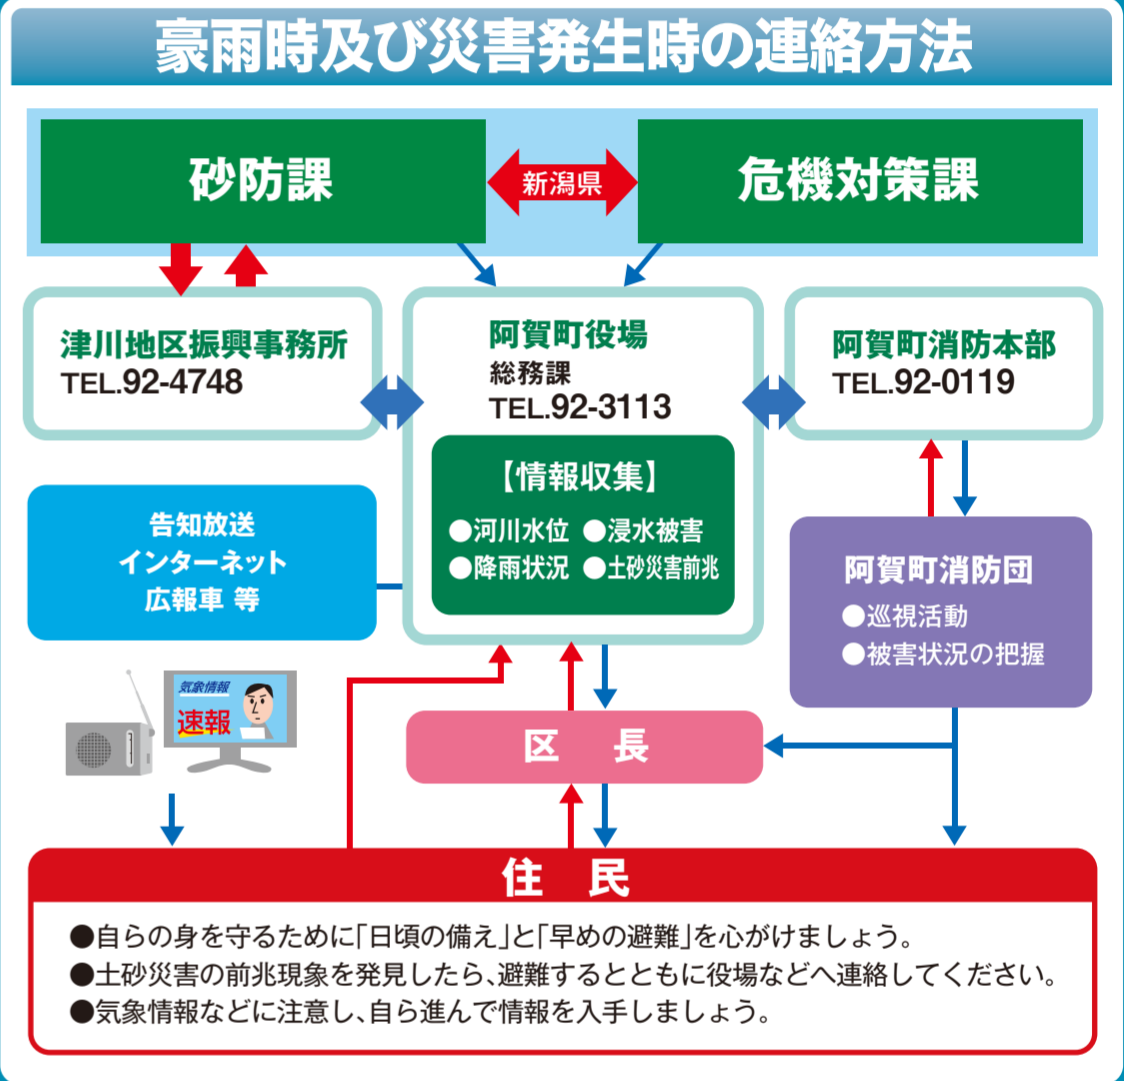 豪雨時及び災害発生時の連絡方法
砂防課
新潟県
危機対策課
津川地区振興事務所
TEL.92-4748
阿賀町役場
総務課
TEL.92-3113
【情報収集】
●河川水位 ●浸水被害
●降雨状況 ●土砂災害前兆
阿賀町消防本部
TEL.92-0119
告知放送
インターネット
広報車 等
阿賀町消防団
●巡視活動
●被害状況の把握
気象情報
速報
区 長
住 民
●自らの身を守るために「日頃の備え」と「早めの避難」を心がけましょう。
●土砂災害の前兆現象を発見したら、避難するとともに役場などへ連絡してください。
●気象情報などに注意し、自ら進んで情報を入手しましょう。